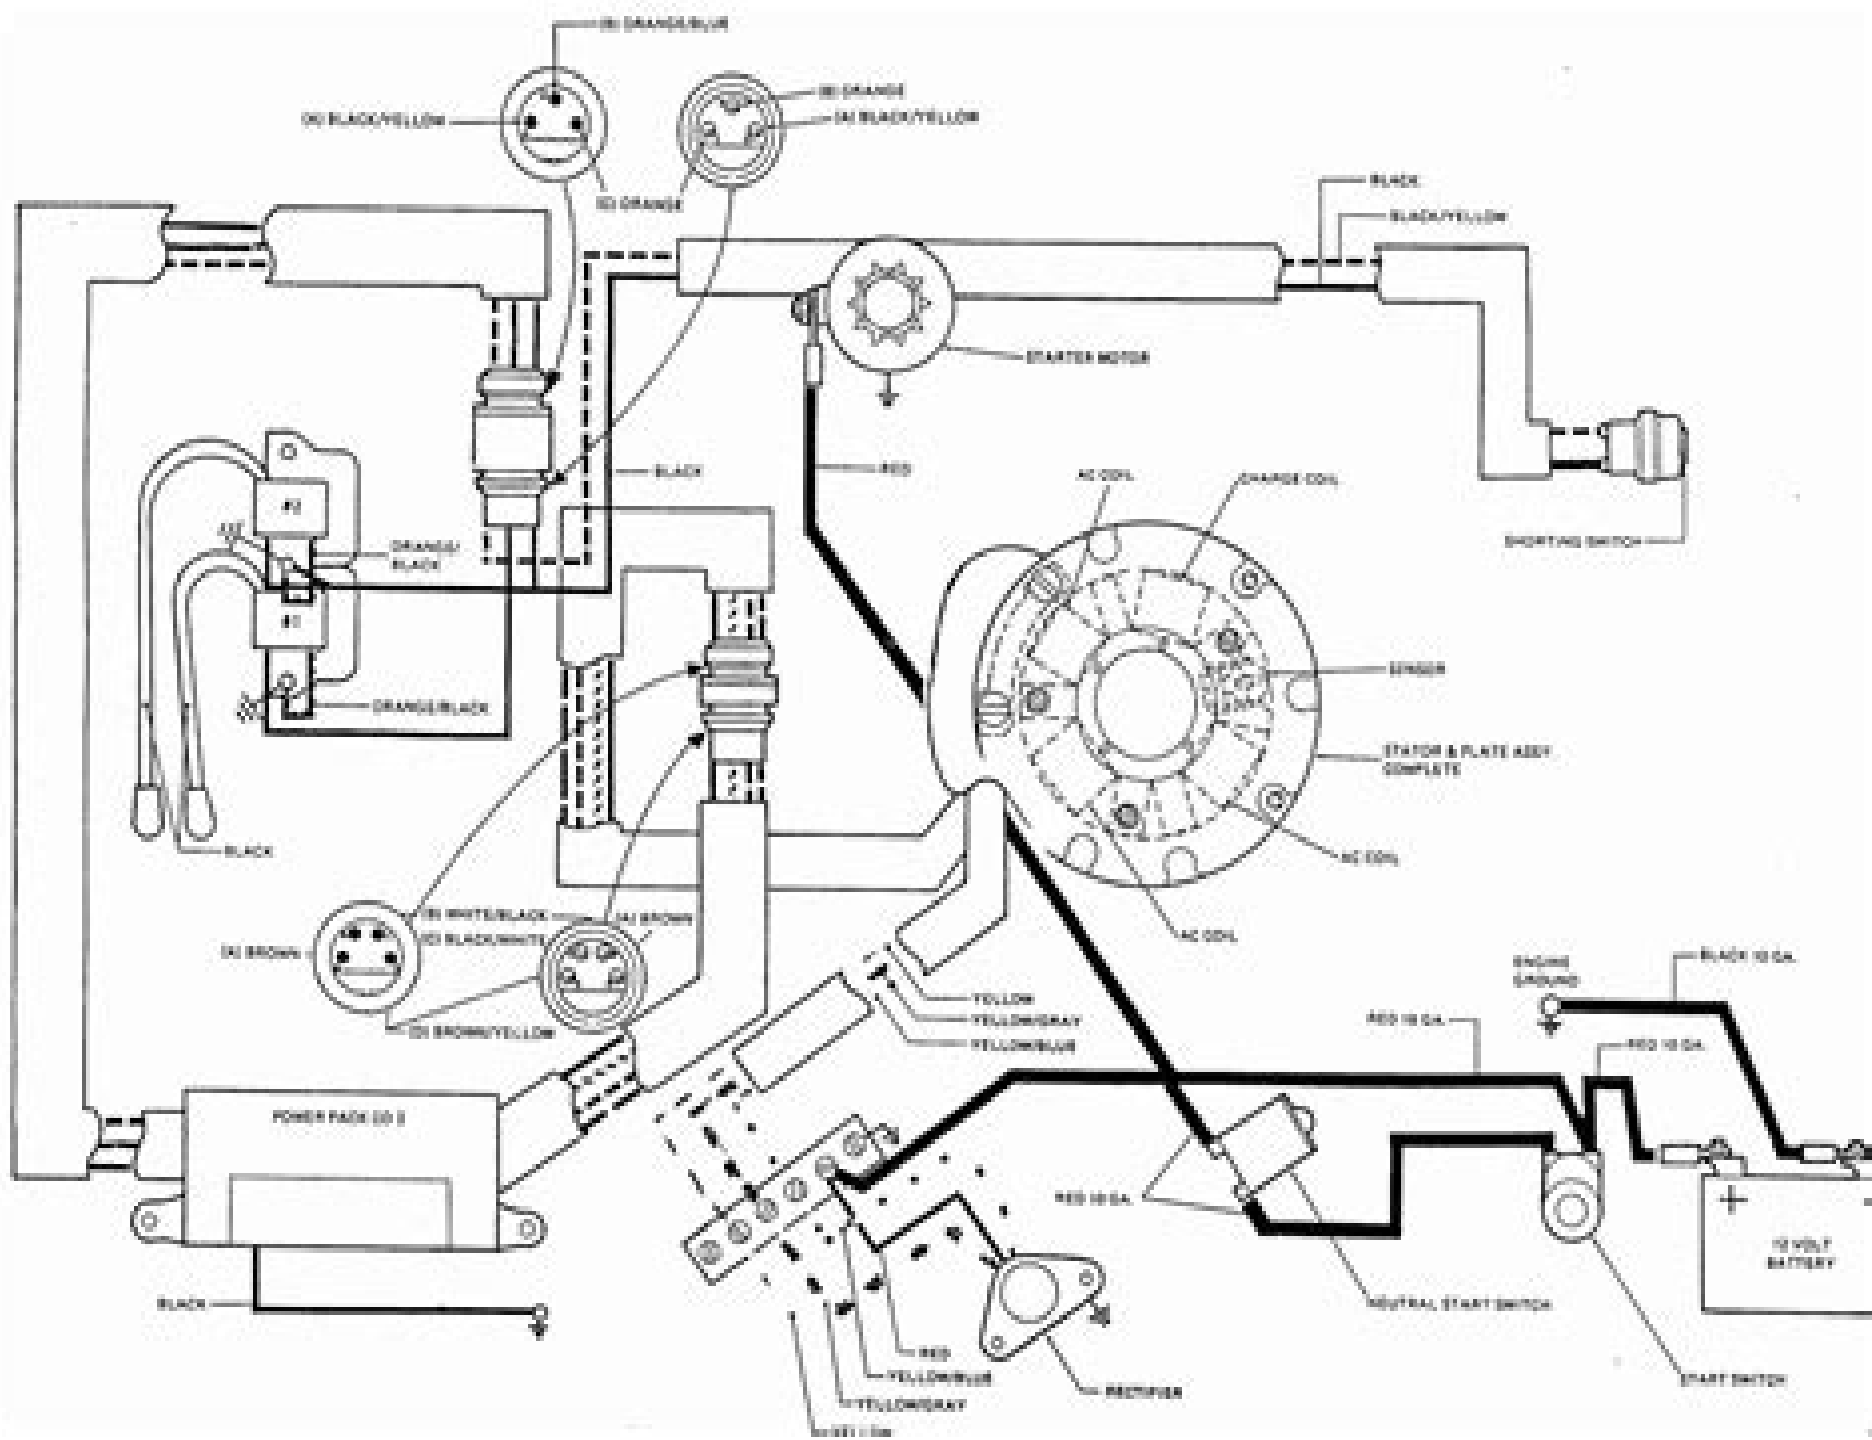 (B) ORANGE/BLUE
(B) ORANGE
(A) BLACK/YELLOW
(A) BLACK/YELLOW
(C) ORANGE
BLACK
BLACK/YELLOW
STARTER MOTOR
BLACK
RED
AC COIL
CHARGE COIL
#2
SHORTING SWITCH
ORANGE/
BLACK
#1
SENSOR
ORANGE/BLACK
STATOR & PLATE ASSY
COMPLETE
BLACK
AC COIL
(B) WHITE/BLACK
(A) BROWN
(C) BLACK/WHITE
AC COIL
(A) BROWN
BLACK 10 GA.
ENGINE
GROUND
YELLOW
YELLOW/GRAY
RED 10 GA.
(D) BROWN/YELLOW
YELLOW/BLUE
RED 10 GA.
POWER PACK CD 2
RED 10 GA.
+
12 VOLT
BATTERY
BLACK
NEUTRAL START SWITCH
RED
YELLOW/BLUE
START SWITCH
RECTIFIER
YELLOW/GRAY